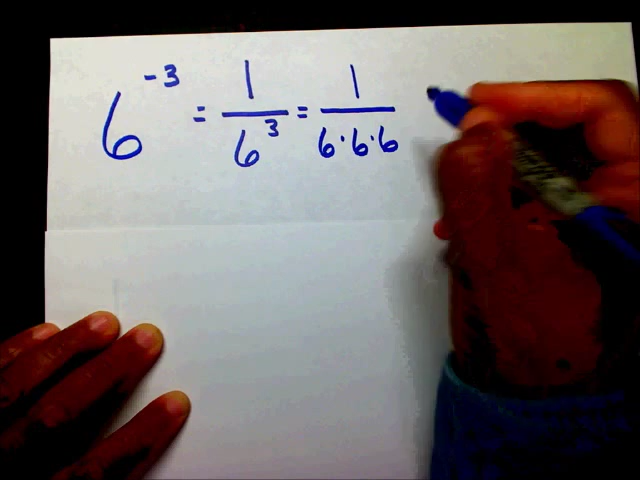 6^-3 = 1/6^3 = 1/6·6·6